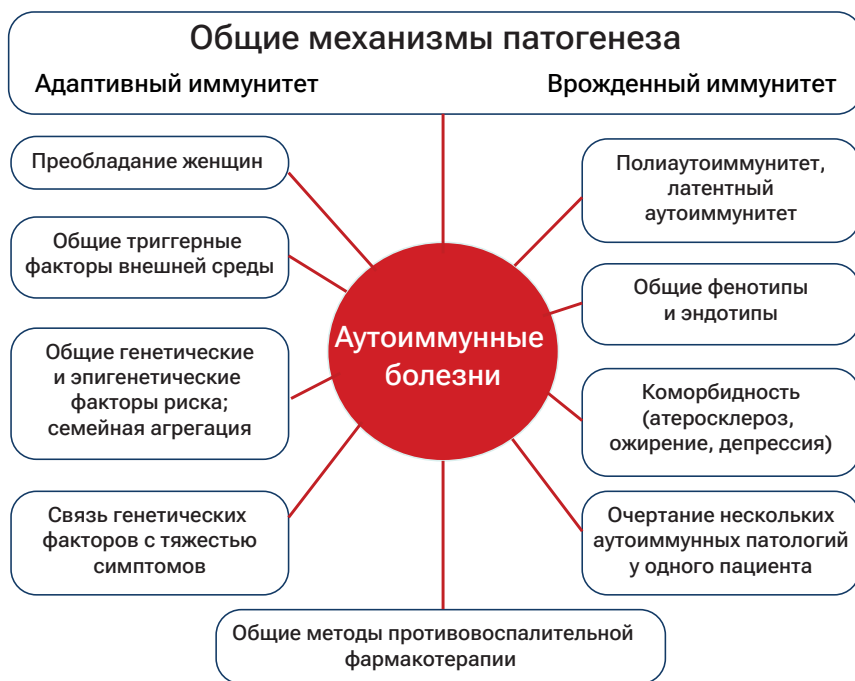 Общие механизмы патогенеза
Адаптивный иммунитет
Врожденный иммунитет
Преобладание женщин
Общие триггерные
факторы внешней среды
Общие генетические
и эпигенетические
факторы риска;
семейная агрегация
Связь генетических
факторов с тяжестью
симптомов
Аутоиммунные
болезни
Полиаутоиммунитет,
латентный
аутоиммунитет
Общие фенотипы
и эндотипы
Коморбидность
(атеросклероз,
ожирение, депрессия)
Очертание нескольких
аутоиммунных патологий
у одного пациента
Общие методы противовоспалительной
фармакотерапии